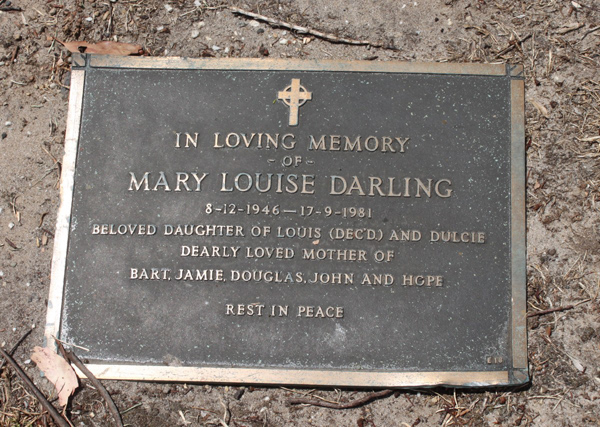 IN LOVING MEMORY
- OF -
MARY LOUISE DARLING
8-12-1946 — 17-9-1981
BELOVED DAUGHTER OF LOUIS (DEC'D.) AND DULCIE
DEARLY LOVED MOTHER OF
BART, JAMIE, DOUGLAS, JOHN AND HOPE
REST IN PEACE